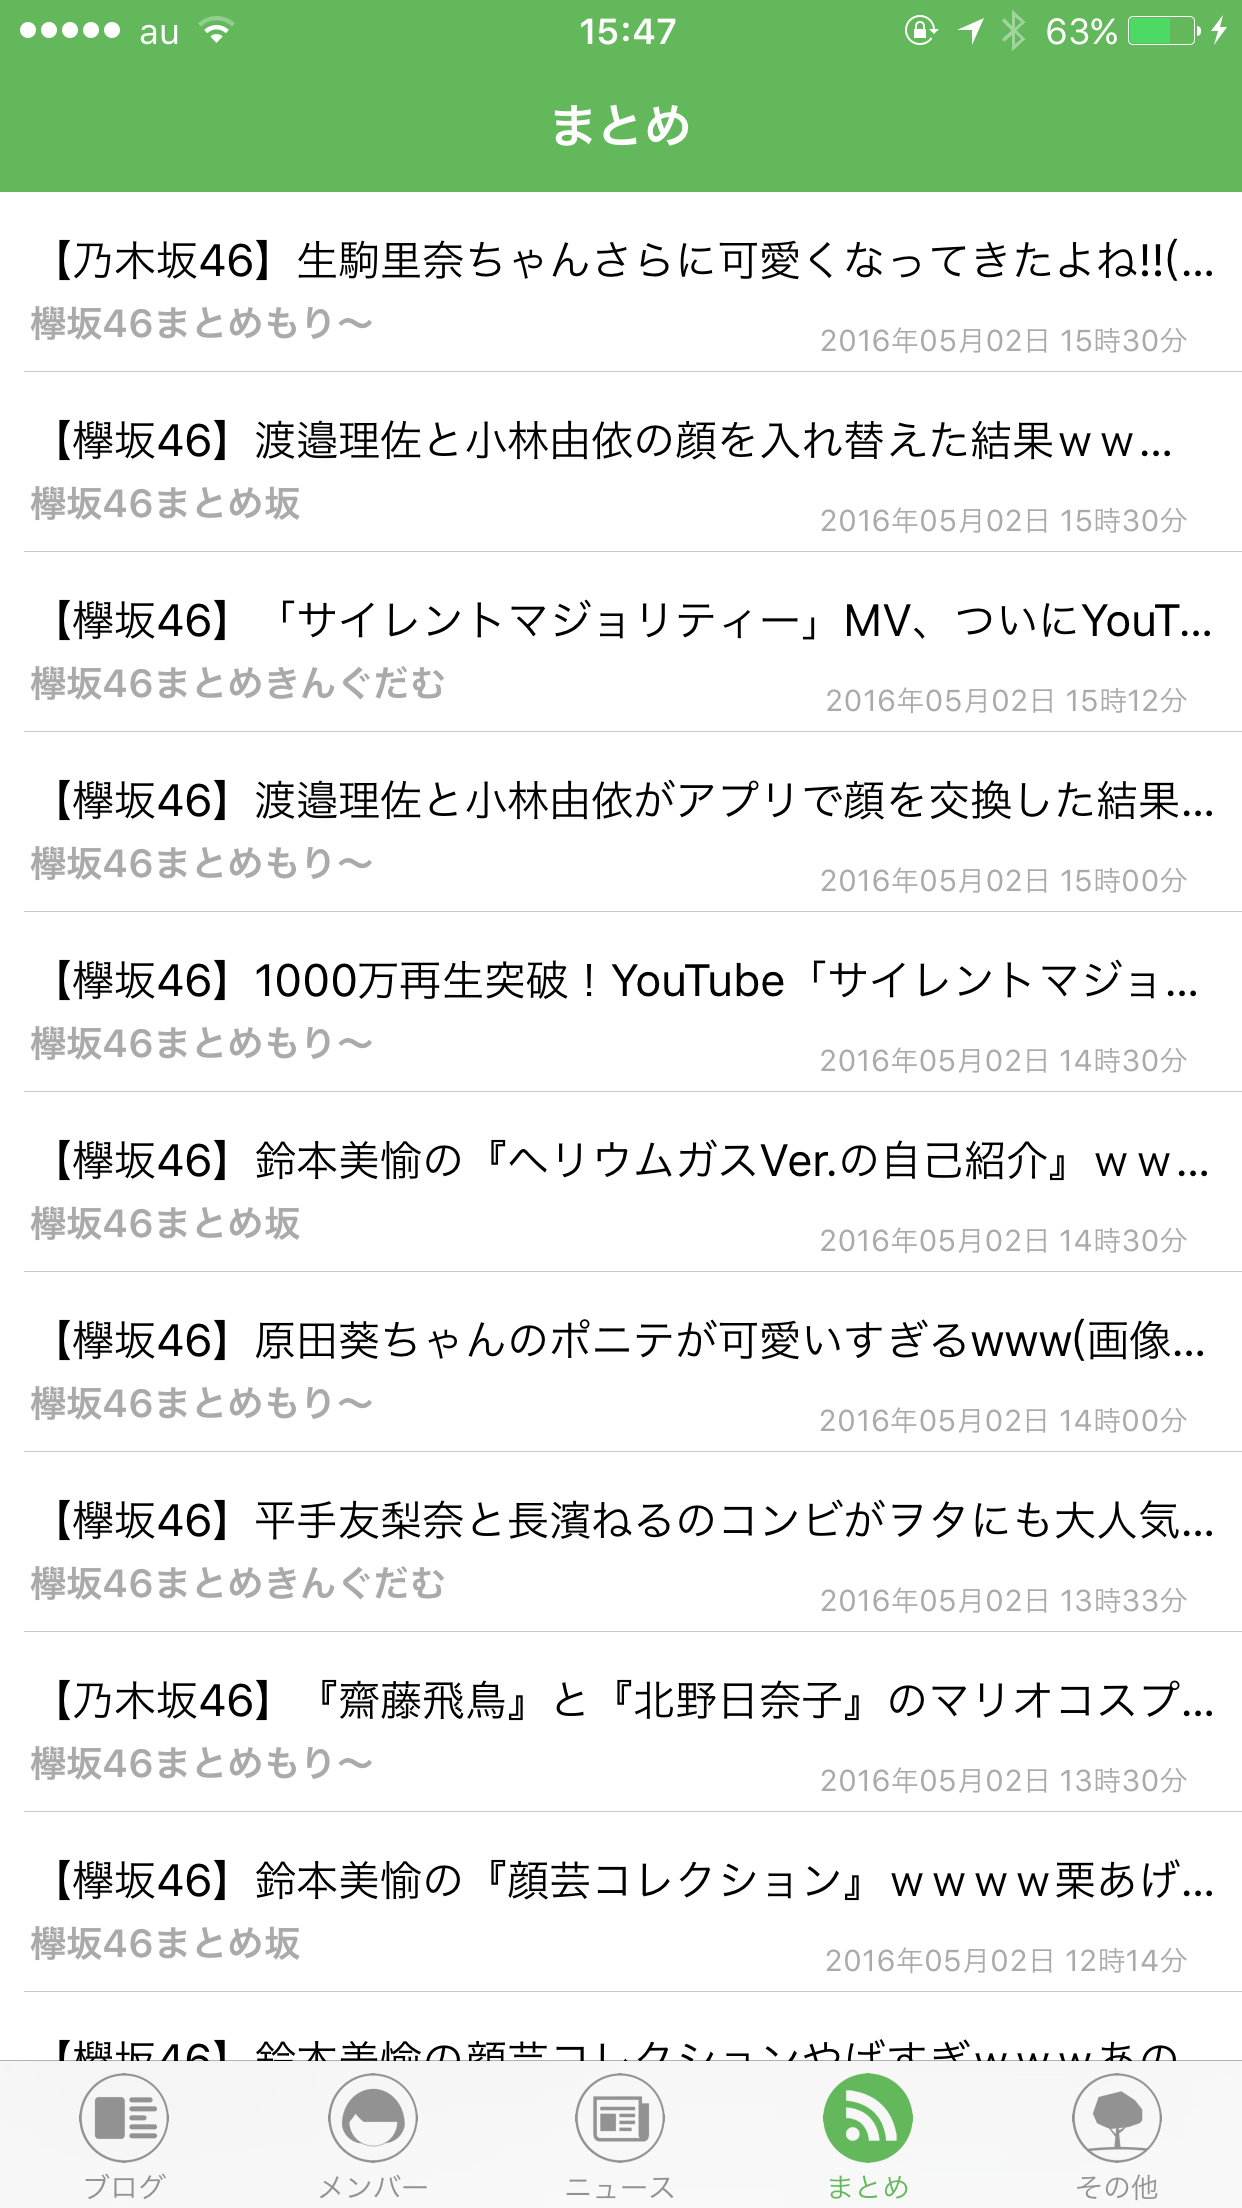 au 15:47 63%
まとめ
【乃木坂46】生駒里奈ちゃんさらに可愛くなってきたよね!!(...
欅坂46まとめもり〜
2016年05月02日 15時30分
【欅坂46】渡邉理佐と小林由依の顔を入れ替えた結果ｗｗ...
欅坂46まとめ坂
2016年05月02日 15時30分
【欅坂46】「サイレントマジョリティー」MV、ついにYouT...
欅坂46まとめきんぐだむ
2016年05月02日 15時12分
【欅坂46】渡邉理佐と小林由依がアプリで顔を交換した結果...
欅坂46まとめもり〜
2016年05月02日 15時00分
【欅坂46】1000万再生突破！YouTube「サイレントマジョ...
欅坂46まとめもり〜
2016年05月02日 14時30分
【欅坂46】鈴本美愉の『ヘリウムガスVer.の自己紹介』ｗｗ...
欅坂46まとめ坂
2016年05月02日 14時30分
【欅坂46】原田葵ちゃんのポニテが可愛いすぎるwww(画像...
欅坂46まとめもり〜
2016年05月02日 14時00分
【欅坂46】平手友梨奈と長濱ねるのコンビがヲタにも大人気...
欅坂46まとめきんぐだむ
2016年05月02日 13時33分
【乃木坂46】『齋藤飛鳥』と『北野日奈子』のマリオコスプ...
欅坂46まとめもり〜
2016年05月02日 13時30分
【欅坂46】鈴本美愉の『顔芸コレクション』ｗｗｗｗ栗あげ...
欅坂46まとめ坂
2016年05月02日 12時14分
【欅坂46】鈴本美愉の顔芸コレクションやばすぎｗｗｗあの
ブログ メンバー ニュース まとめ その他